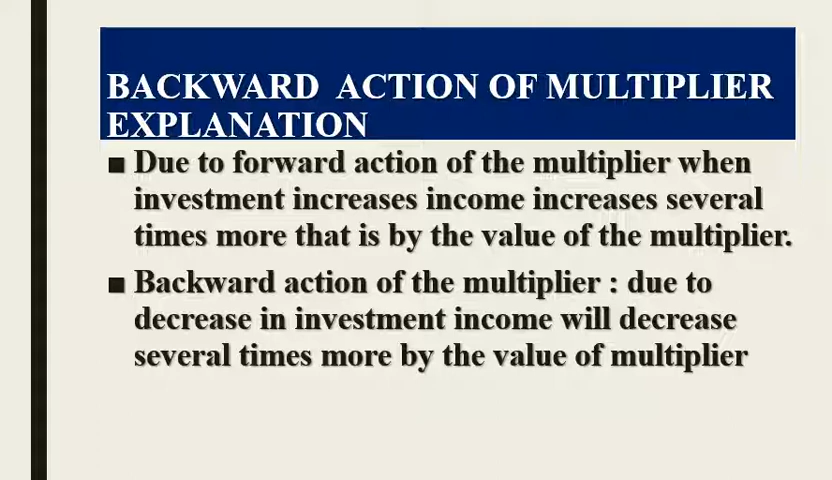 BACKWARD ACTION OF MULTIPLIER
EXPLANATION
■ Due to forward action of the multiplier when
investment increases income increases several
times more that is by the value of the multiplier.
■ Backward action of the multiplier : due to
decrease in investment income will decrease
several times more by the value of multiplier